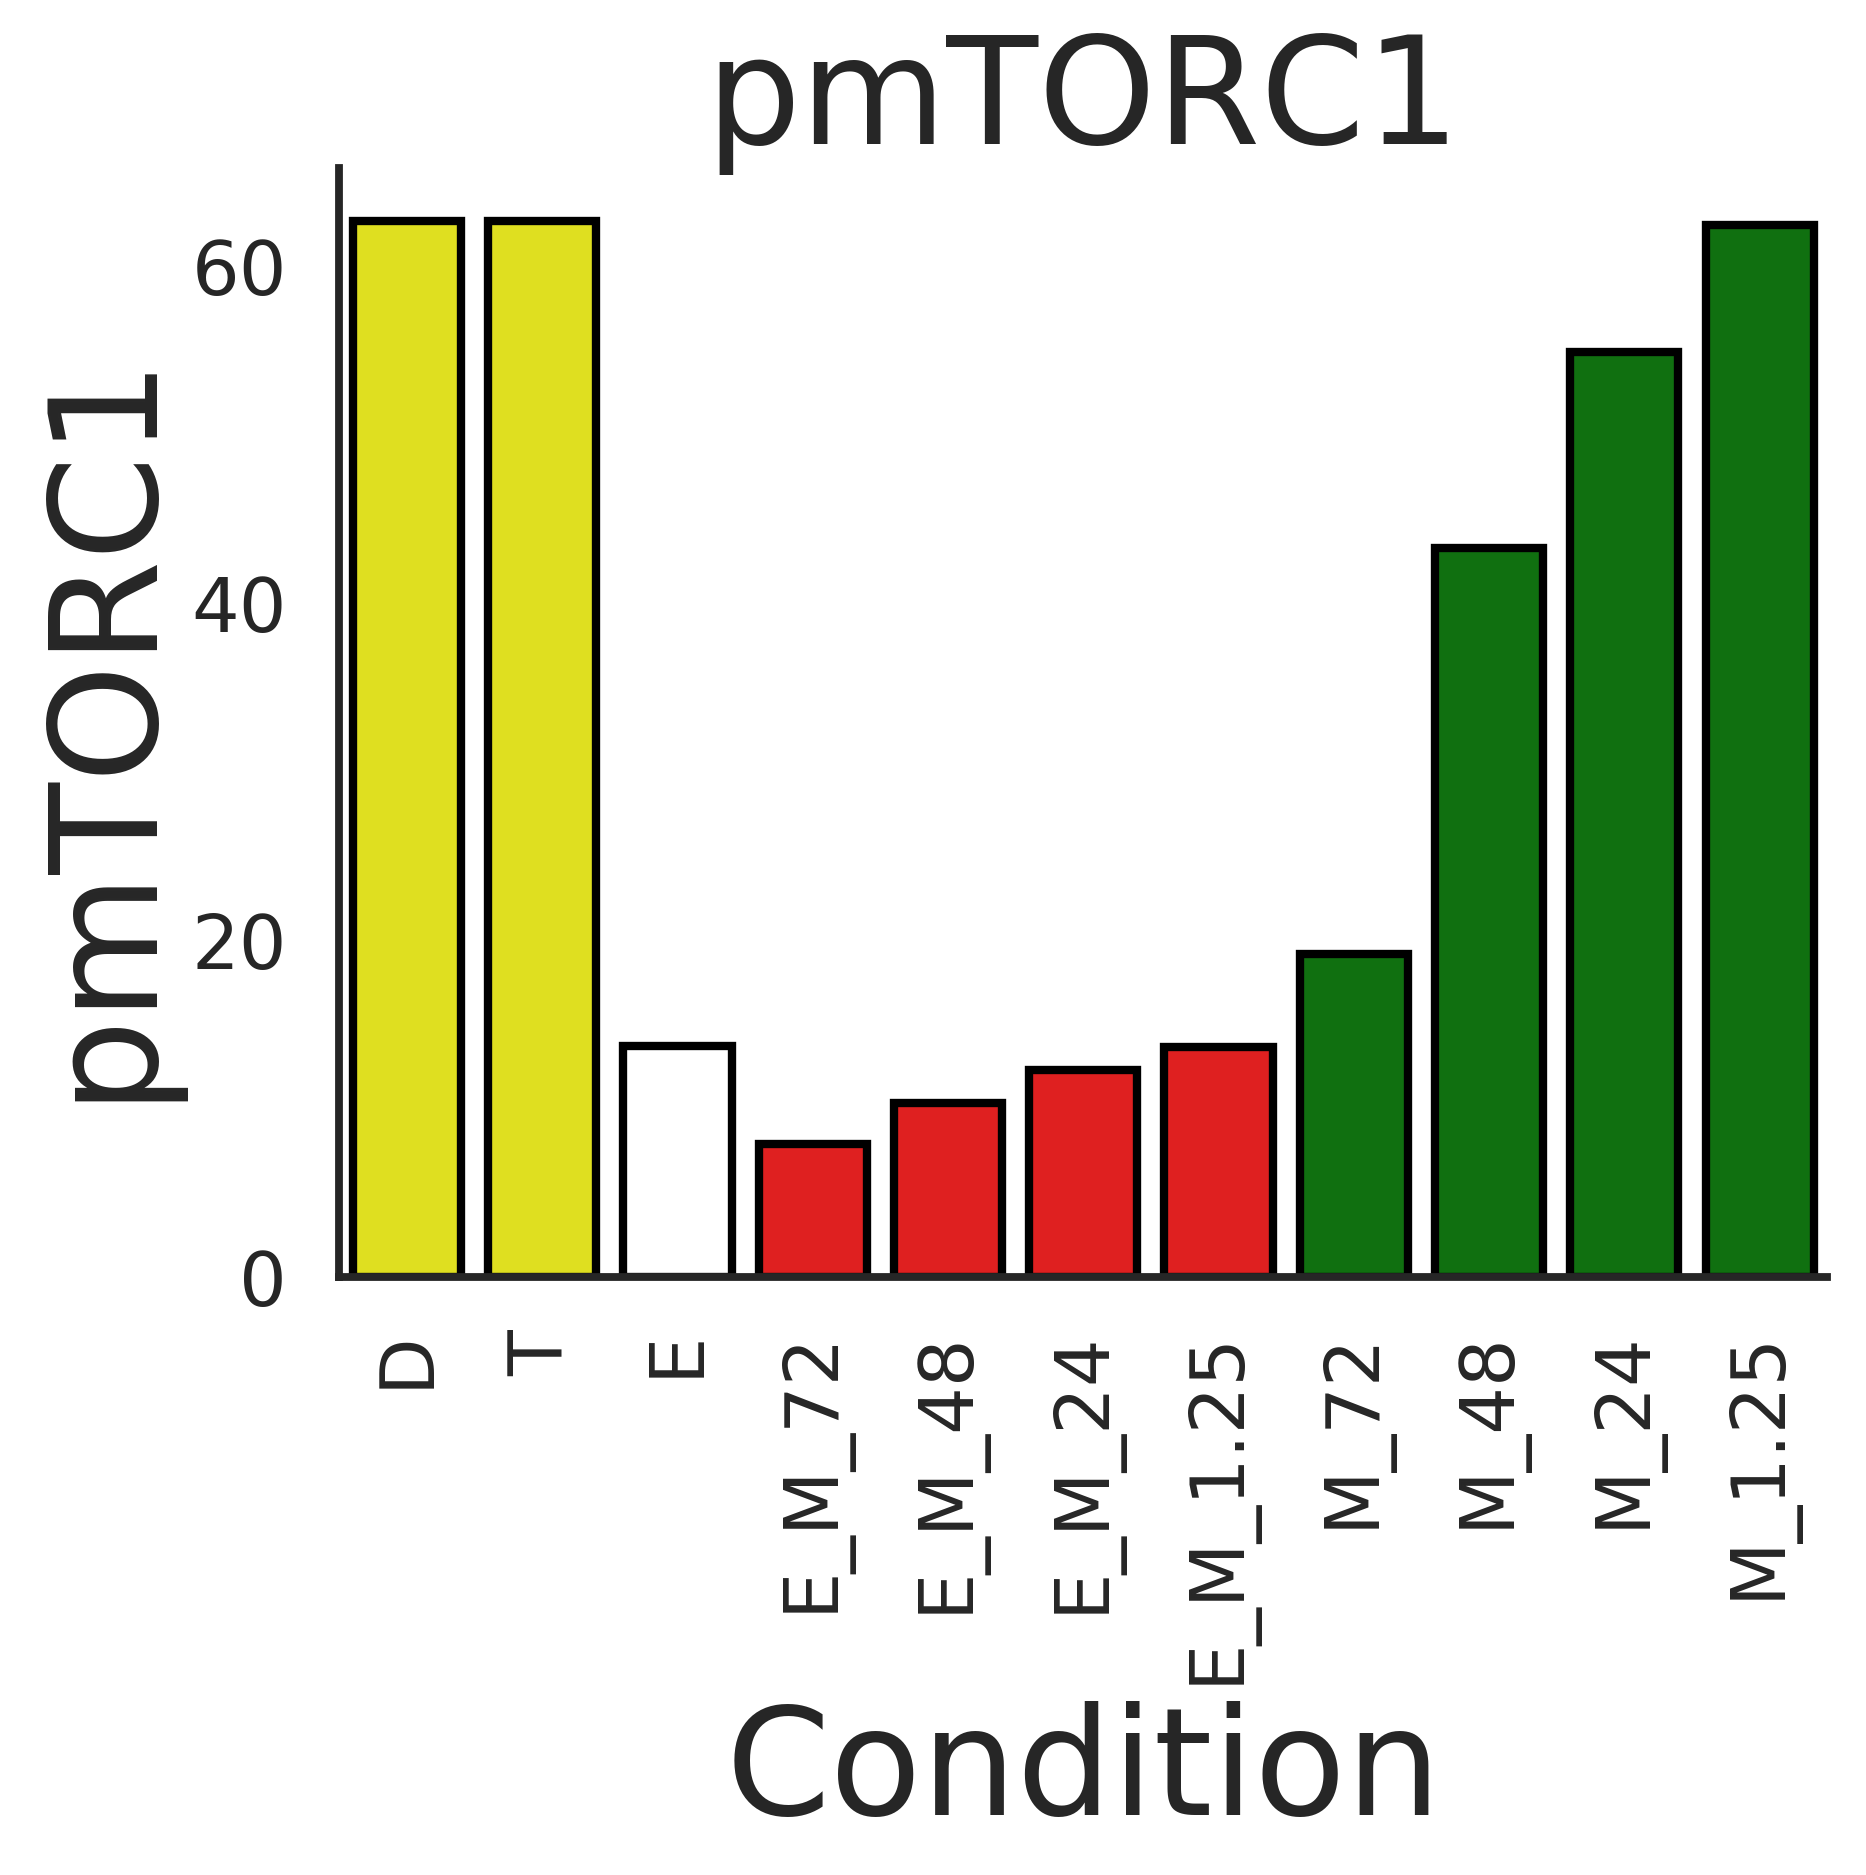 pmTORC1
pmTORC1
60
40
20
0
D
T
E
E_M_72
E_M_48
E_M_24
E_M_1.25
M_72
M_48
M_24
M_1.25
Condition